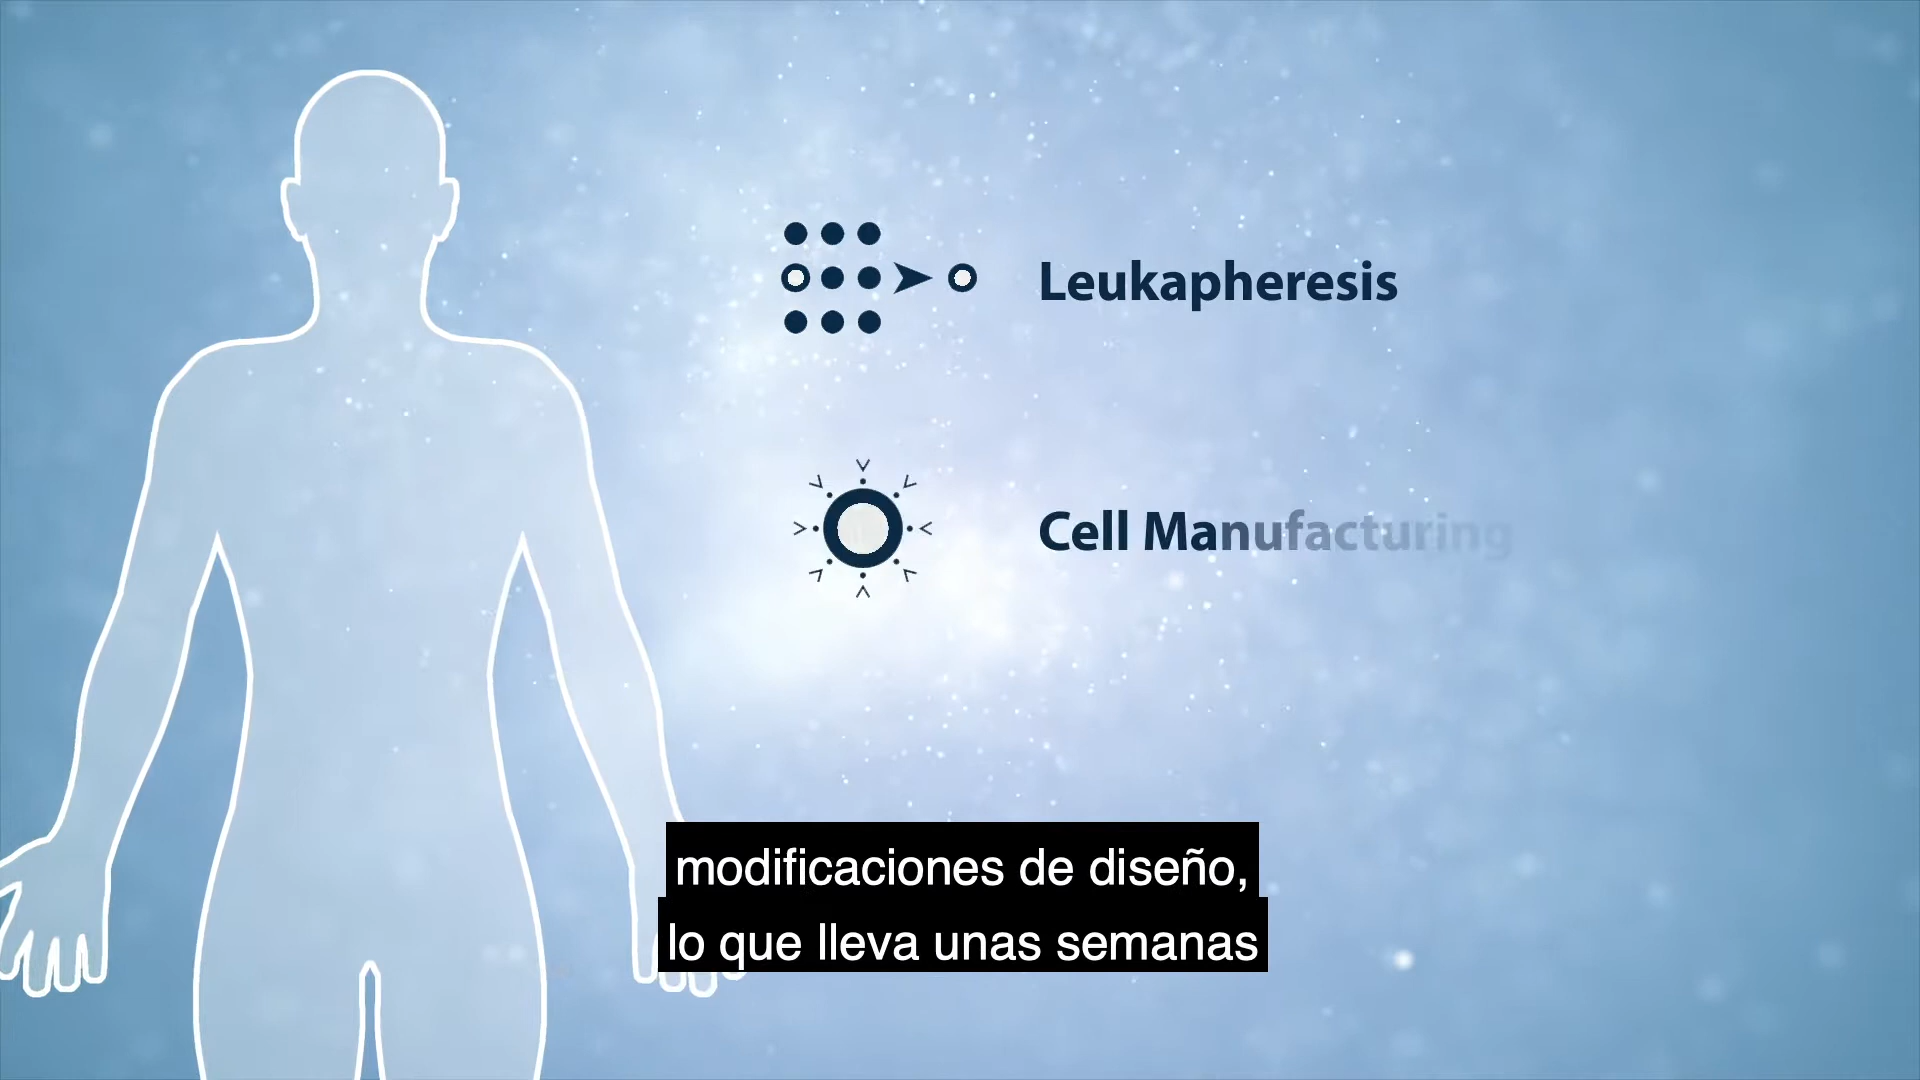 Leukapheresis
Cell Manufacturing
modificaciones de diseño,
lo que lleva unas semanas